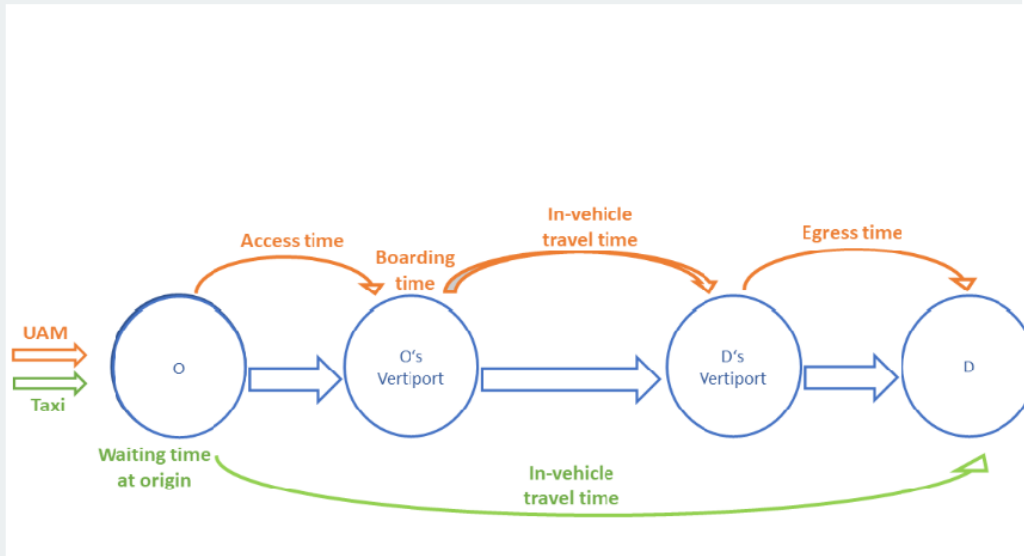 In-vehicle
travel time
Access time
Egress time
Boarding
time
UAM
Taxi
O
O's
Vertiport
D's
Vertiport
D
Waiting time
at origin
In-vehicle
travel time